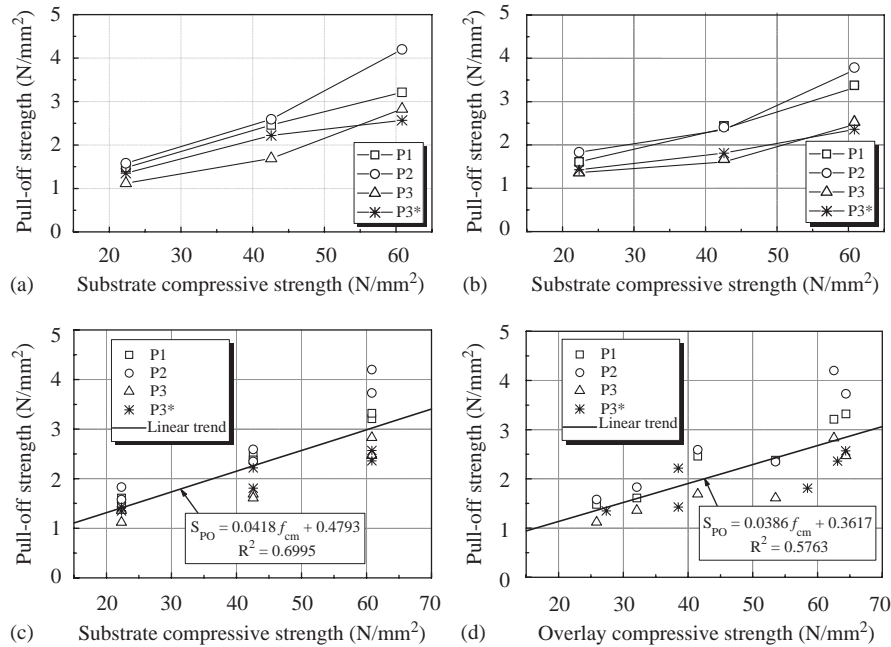 5
4
3
2
1
0
Pull-off strength (N/mm²)
P1
P2
P3
P3*
20 30 40 50 60
(a) Substrate compressive strength (N/mm²)
5
4
3
2
1
0
Pull-off strength (N/mm²)
P1
P2
P3
P3*
20 30 40 50 60
(b) Substrate compressive strength (N/mm²)
5
4
3
2
1
0
Pull-off strength (N/mm²)
P1
P2
P3
P3*
Linear trend
S_PO = 0.0418 f_cm + 0.4793
R² = 0.6995
20 30 40 50 60 70
(c) Substrate compressive strength (N/mm²)
5
4
3
2
1
0
Pull-off strength (N/mm²)
P1
P2
P3
P3*
Linear trend
S_PO = 0.0386 f_cm + 0.3617
R² = 0.5763
20 30 40 50 60 70
(d) Overlay compressive strength (N/mm²)